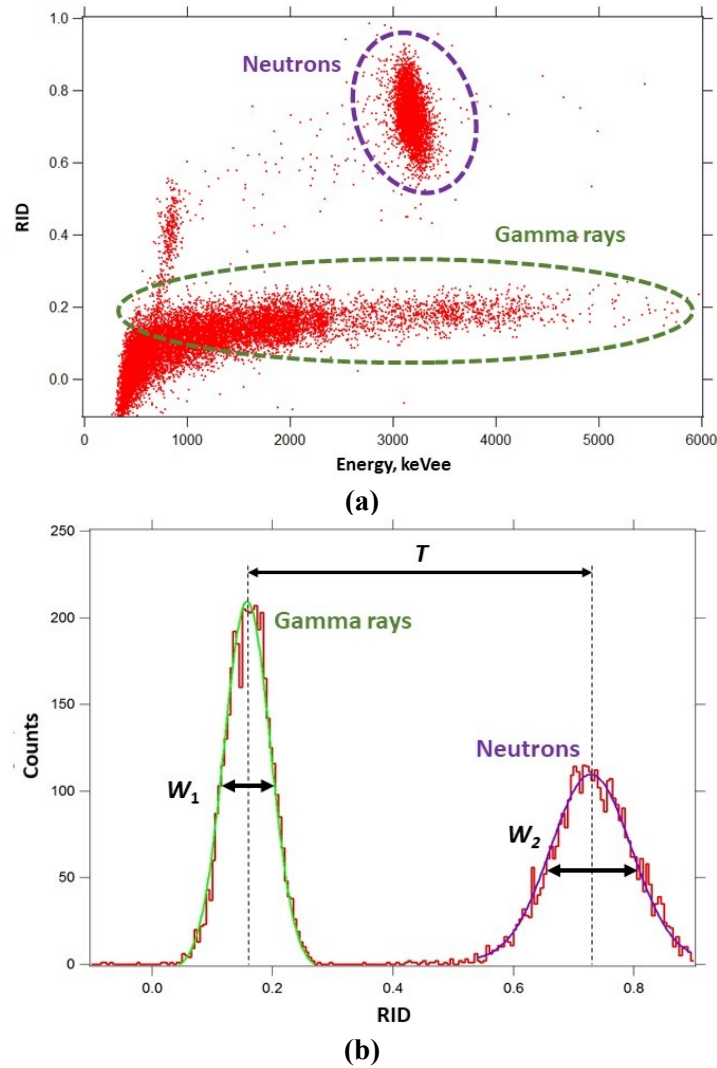 1.0
0.8
0.6
0.4
0.2
0.0
RID
Neutrons
Gamma rays
0
1000
2000
3000
4000
5000
6000
Energy, keVee
(a)
250
200
150
100
50
0
Counts
T
Gamma rays
W1
Neutrons
W2
0.0
0.2
0.4
0.6
0.8
RID
(b)